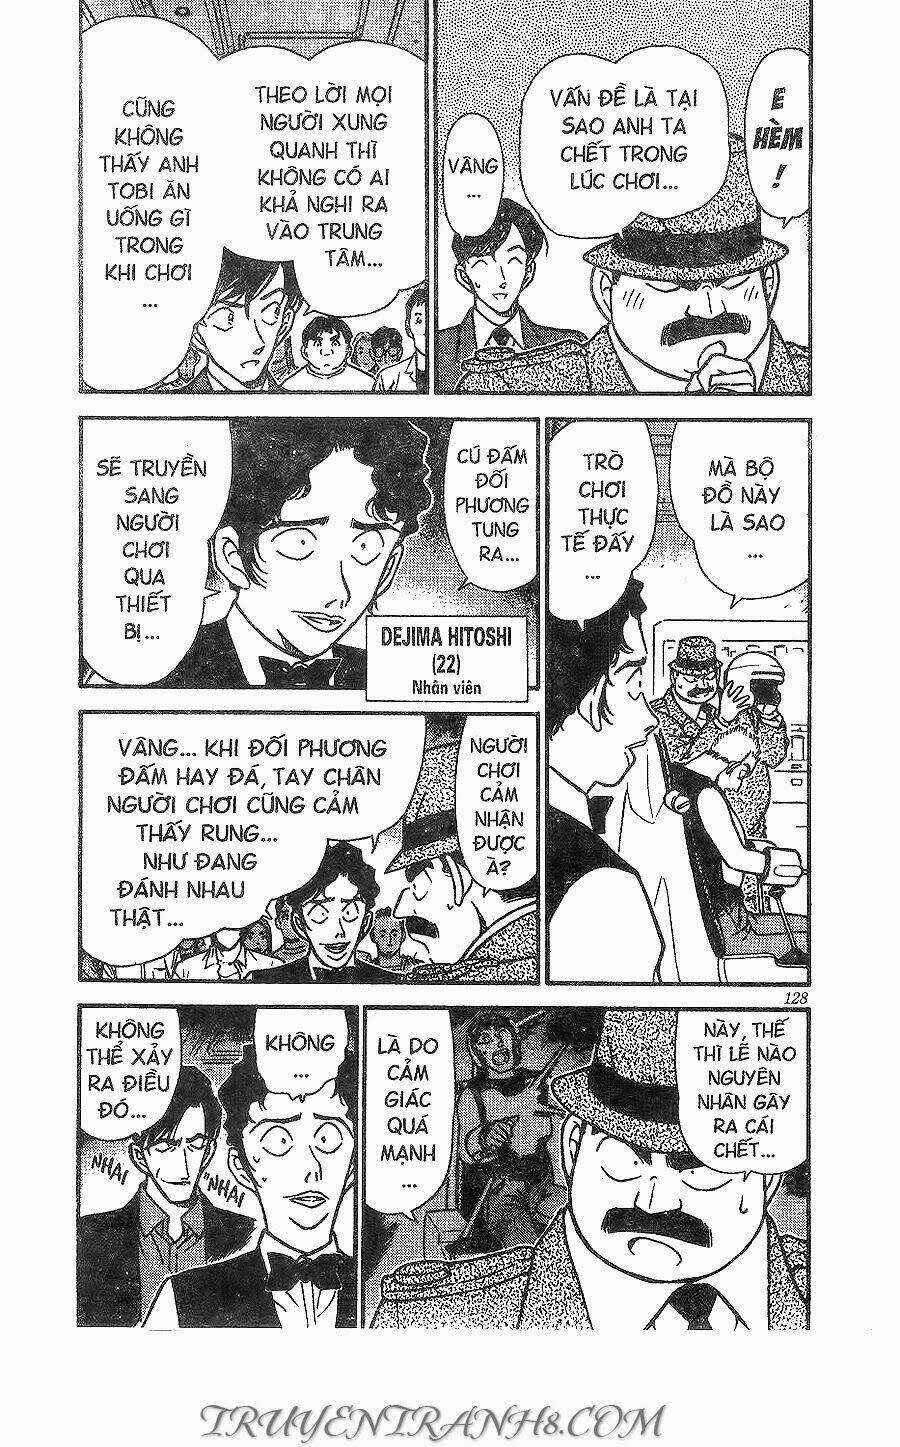 E
HÈM
!
VẤN ĐỀ LÀ TẠI
SAO ANH TA
CHẾT TRONG
LÚC CHƠI...
VÂNG
...
THEO LỜI MỌI
NGƯỜI XUNG
QUANH THÌ
KHÔNG CÓ AI
KHẢ NGHI RA
VÀO TRUNG
TÂM...
CŨNG
KHÔNG
THẤY ANH
TOBI ĂN
UỐNG GÌ
TRONG
KHI CHƠI
...
MÀ BỘ
ĐỒ NÀY
LÀ SAO
...
TRÒ
CHƠI
THỰC
TẾ ĐẤY
...
CÚ ĐẤM
ĐỐI
PHƯƠNG
TUNG
RA...
SẼ TRUYỀN
SANG
NGƯỜI
CHƠI
QUA
THIẾT
BỊ...
DEJIMA HITOSHI
(22)
Nhân viên
NGƯỜI
CHƠI
CẢM
NHẬN
ĐƯỢC
À?
VÂNG... KHI ĐỐI PHƯƠNG
ĐẤM HAY ĐÁ, TAY CHÂN
NGƯỜI CHƠI CŨNG CẢM
THẤY RUNG...
NHƯ ĐANG
ĐÁNH NHAU
THẬT...
128
NÀY, THẾ
THÌ LẼ NÀO
NGUYÊN
NHÂN GÂY
RA CÁI
CHẾT...
LÀ DO
CẢM
GIÁC
QUÁ
MẠNH
...
KHÔNG
...
KHÔNG
THỂ XẢY
RA ĐIỀU
ĐÓ...
NHAI
NHAI
TRUYENTRANH8.COM